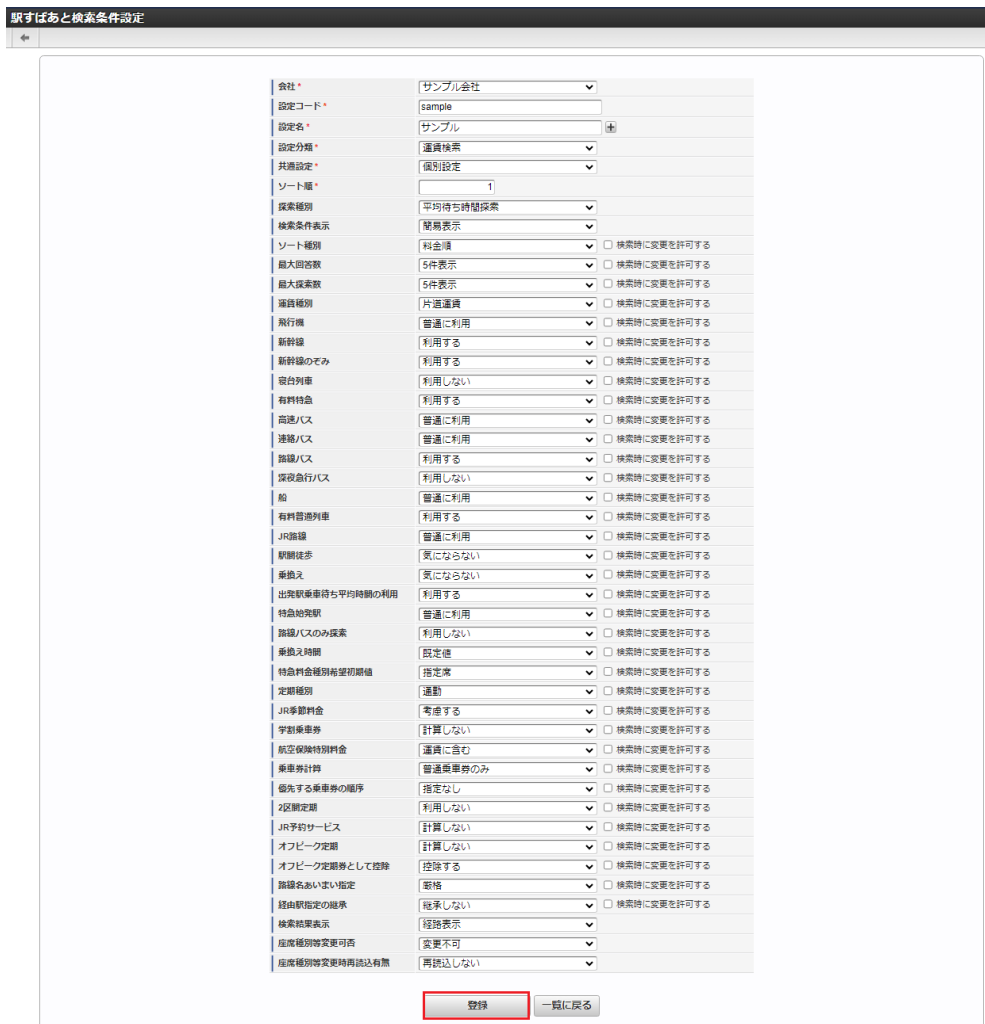 駅すぱあと検索条件設定
会社* サンプル会社
設定コード* sample
設定名* サンプル
設定分類* 運賃検索
共通設定* 個別設定
ソート順* 1
探索種別 平均待ち時間探索
検索条件表示 簡易表示
ソート種別 料金順 検索時に変更を許可する
最大回答数 5件表示 検索時に変更を許可する
最大探索数 5件表示 検索時に変更を許可する
運賃種別 片道運賃 検索時に変更を許可する
飛行機 普通に利用 検索時に変更を許可する
新幹線 利用する 検索時に変更を許可する
新幹線のぞみ 利用する 検索時に変更を許可する
寝台列車 利用しない 検索時に変更を許可する
有料特急 利用する 検索時に変更を許可する
高速バス 普通に利用 検索時に変更を許可する
連絡バス 普通に利用 検索時に変更を許可する
路線バス 利用する 検索時に変更を許可する
深夜急行バス 利用しない 検索時に変更を許可する
船 普通に利用 検索時に変更を許可する
有料普通列車 利用する 検索時に変更を許可する
JR路線 普通に利用 検索時に変更を許可する
駅間徒歩 気にならない 検索時に変更を許可する
乗換え 気にならない 検索時に変更を許可する
出発駅乗車待ち平均時間の利用 利用する 検索時に変更を許可する
特急始発駅 普通に利用 検索時に変更を許可する
路線バスのみ探索 利用しない 検索時に変更を許可する
乗換え時間 既定値 検索時に変更を許可する
特急料金種別希望初期値 指定席 検索時に変更を許可する
定期種別 通勤 検索時に変更を許可する
JR季節料金 考慮する 検索時に変更を許可する
学割乗車券 計算しない 検索時に変更を許可する
航空保険特別料金 運賃に含む 検索時に変更を許可する
乗車券計算 普通乗車券のみ 検索時に変更を許可する
優先する乗車券の順序 指定なし 検索時に変更を許可する
2区間定期 利用しない 検索時に変更を許可する
JR予約サービス 計算しない 検索時に変更を許可する
オフピーク定期 計算しない 検索時に変更を許可する
オフピーク定期券として控除 控除する 検索時に変更を許可する
路線名あいまい指定 厳格 検索時に変更を許可する
経由駅指定の継承 継承しない 検索時に変更を許可する
検索結果表示 経路表示
座席種別等変更可否 変更不可
座席種別等変更時再読込有無 再読込しない
登録 一覧に戻る